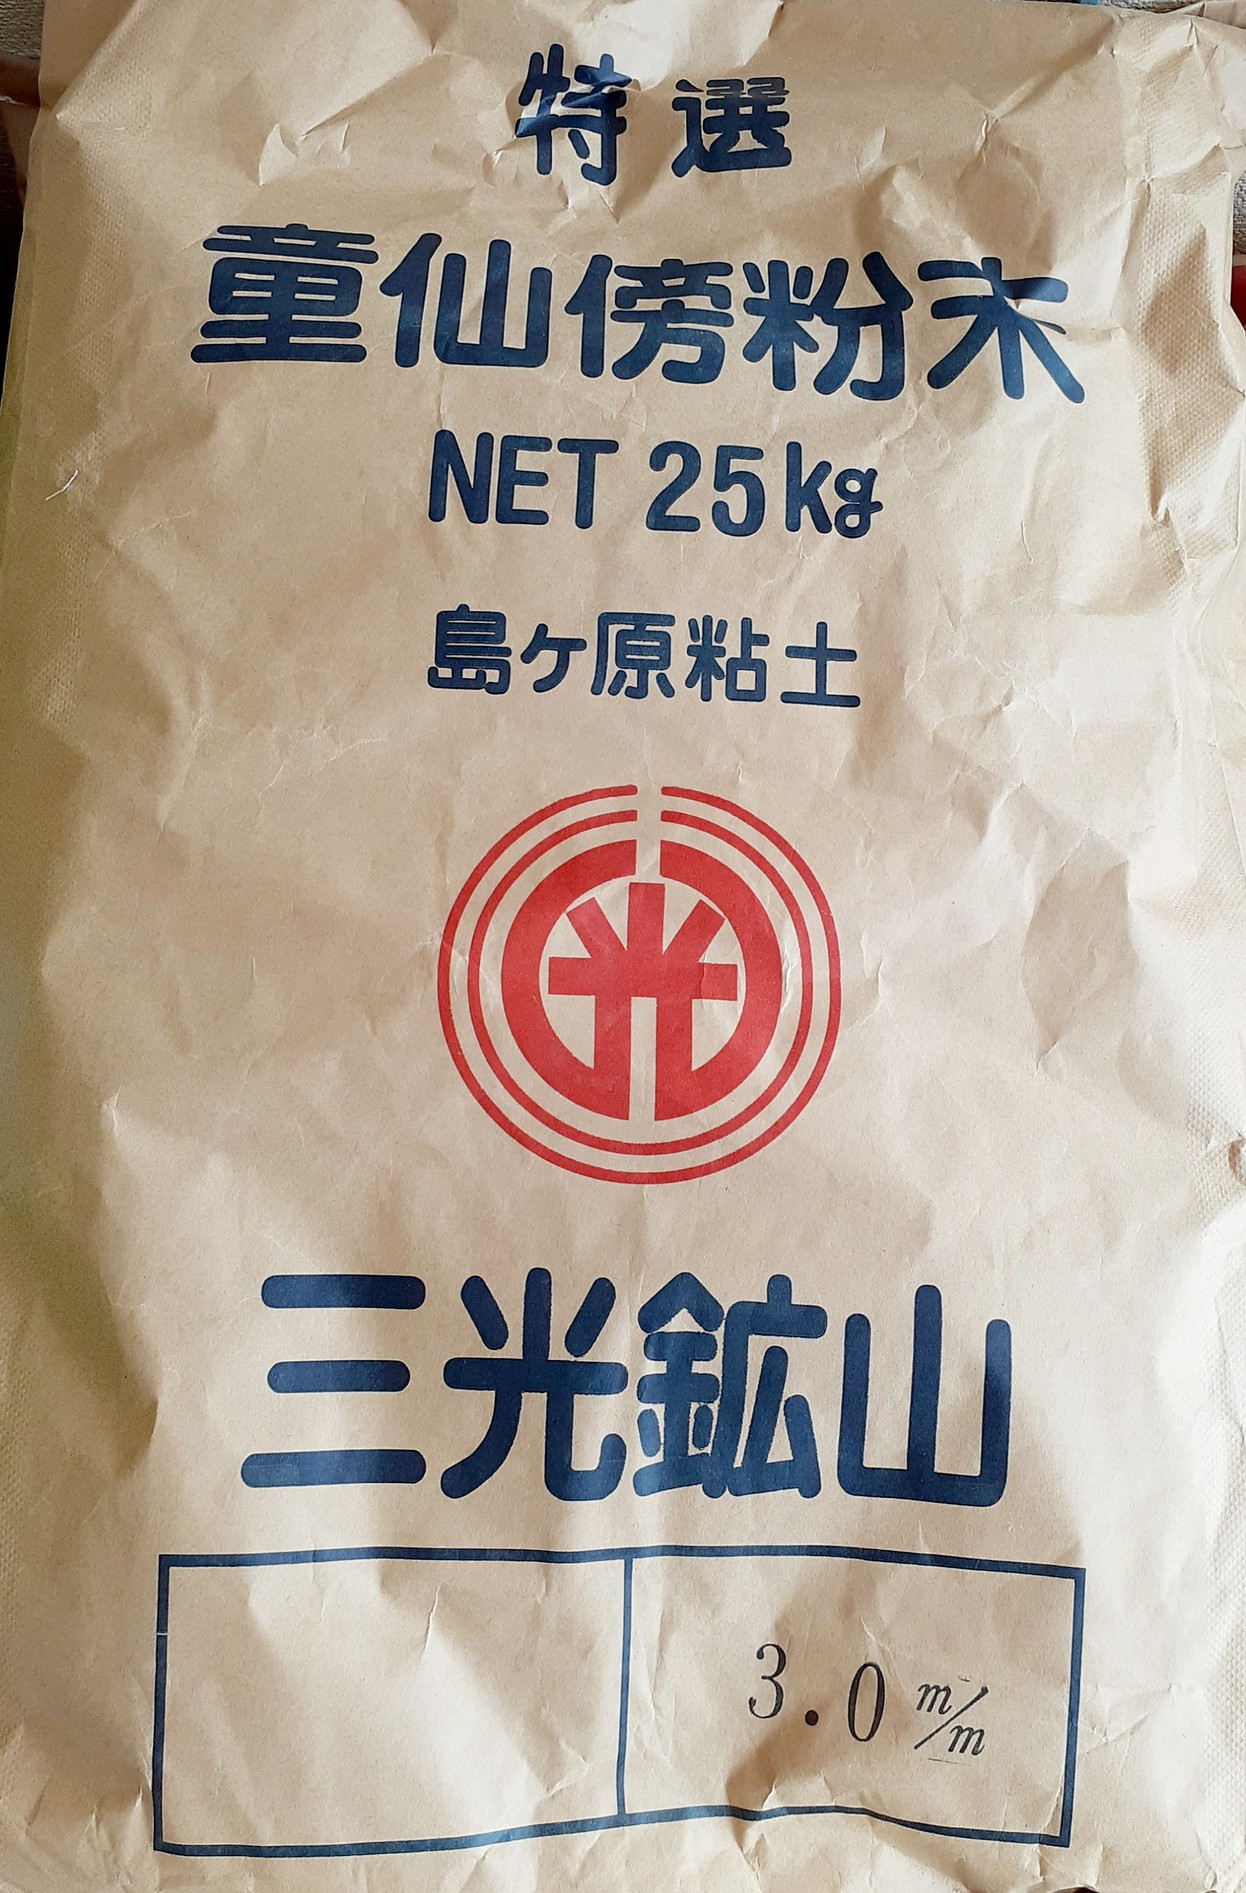 特選
童仙傍粉末
NET 25kg
島ヶ原粘土
光
三光鉱山
3.0 m/m